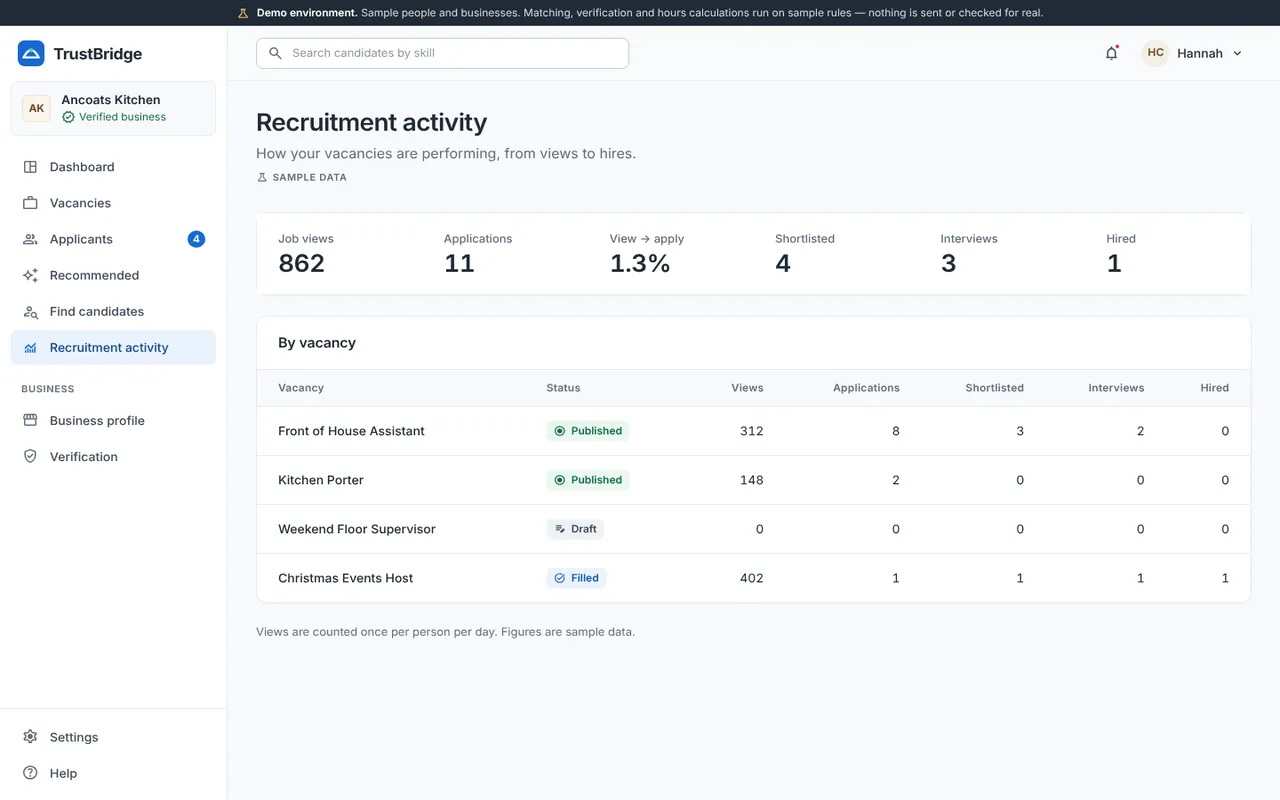 Demo environment. Sample people and businesses. Matching, verification and hours calculations run on sample rules — nothing is sent or checked for real.
TrustBridge
Search candidates by skill
HC Hannah
AK Ancoats Kitchen
Verified business
Dashboard
Vacancies
Applicants 4
Recommended
Find candidates
Recruitment activity
BUSINESS
Business profile
Verification
Settings
Help
Recruitment activity
How your vacancies are performing, from views to hires.
SAMPLE DATA
Job views Applications View → apply Shortlisted Interviews Hired
862 11 1.3% 4 3 1
By vacancy
Vacancy Status Views Applications Shortlisted Interviews Hired
Front of House Assistant Published 312 8 3 2 0
Kitchen Porter Published 148 2 0 0 0
Weekend Floor Supervisor Draft 0 0 0 0 0
Christmas Events Host Filled 402 1 1 1 1
Views are counted once per person per day. Figures are sample data.